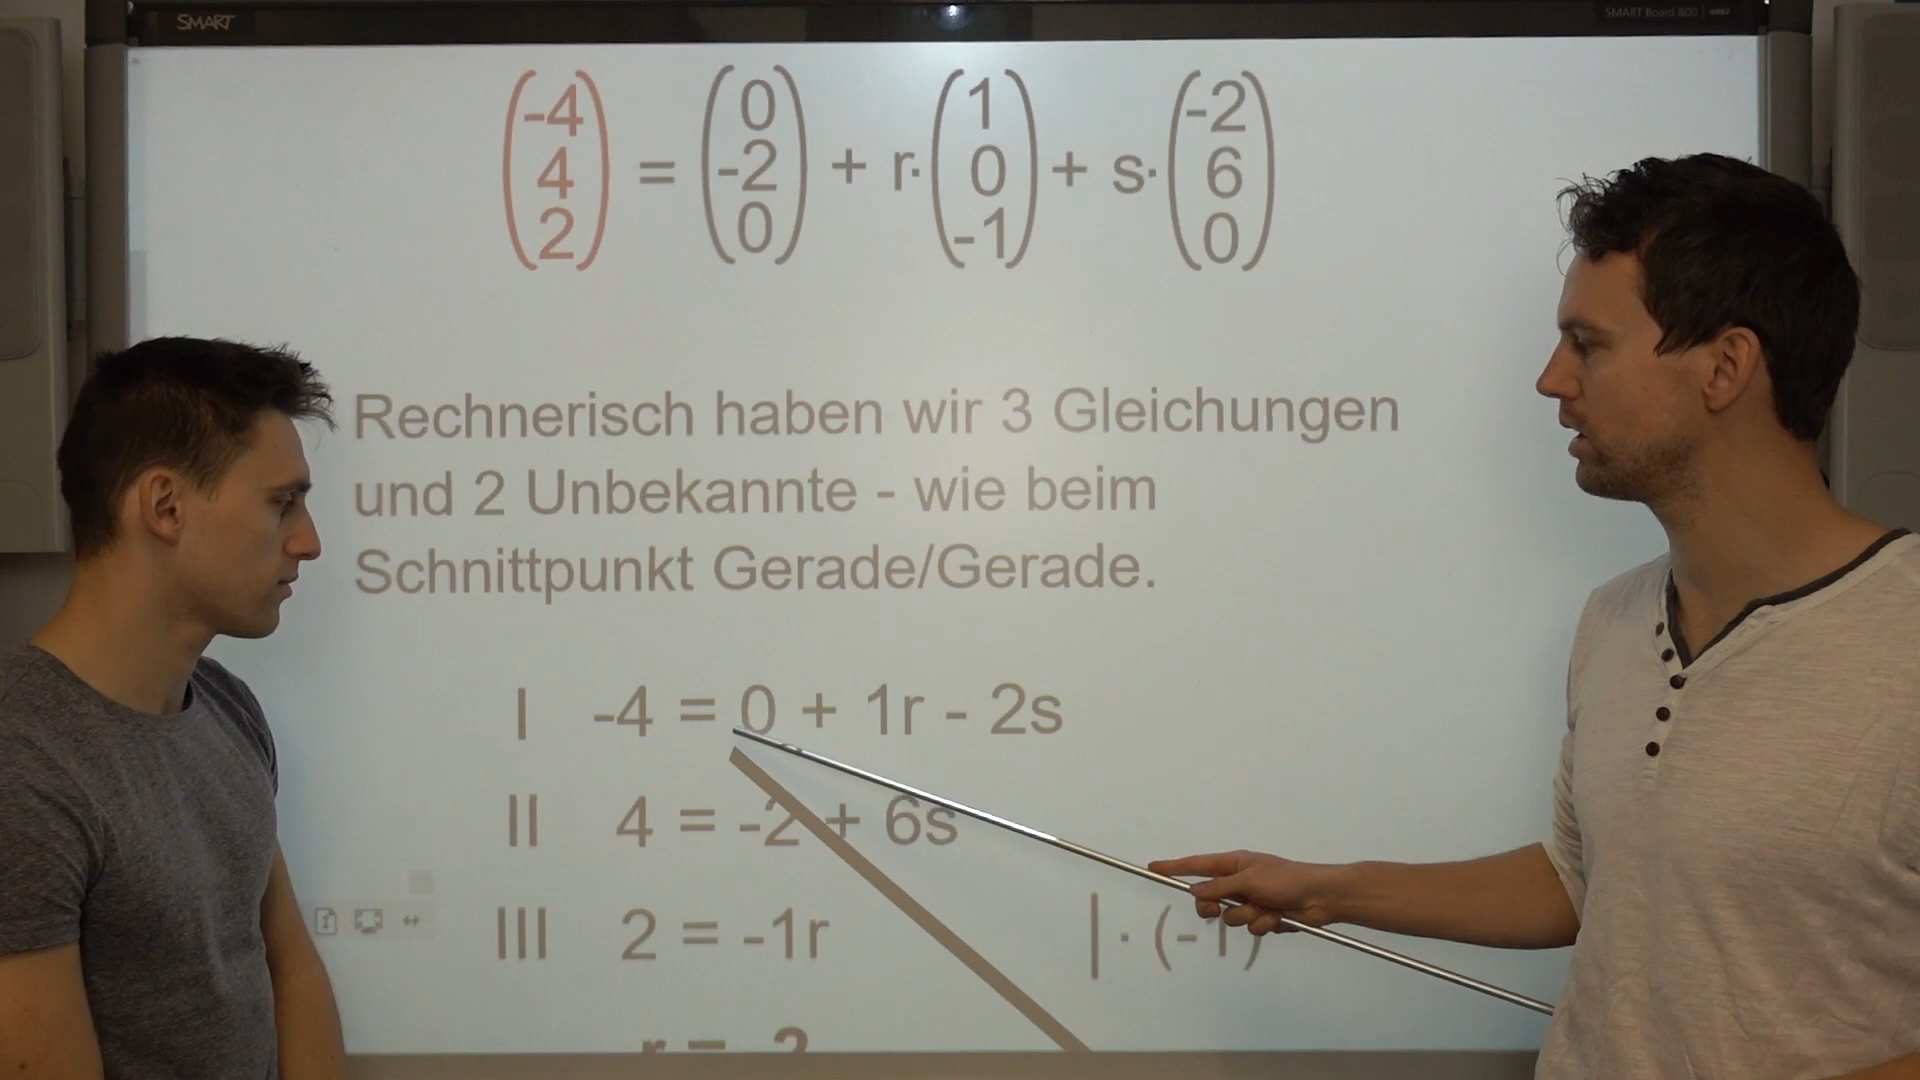 SMART
SMART Board 800
(-4 4 2) = (0 -2 0) + r· (1 0 -1) + s· (-2 6 0)
Rechnerisch haben wir 3 Gleichungen
und 2 Unbekannte - wie beim
Schnittpunkt Gerade/Gerade.
I -4 = 0 + 1r - 2s
II 4 = -2 + 6s
III 2 = -1r | · (-1)